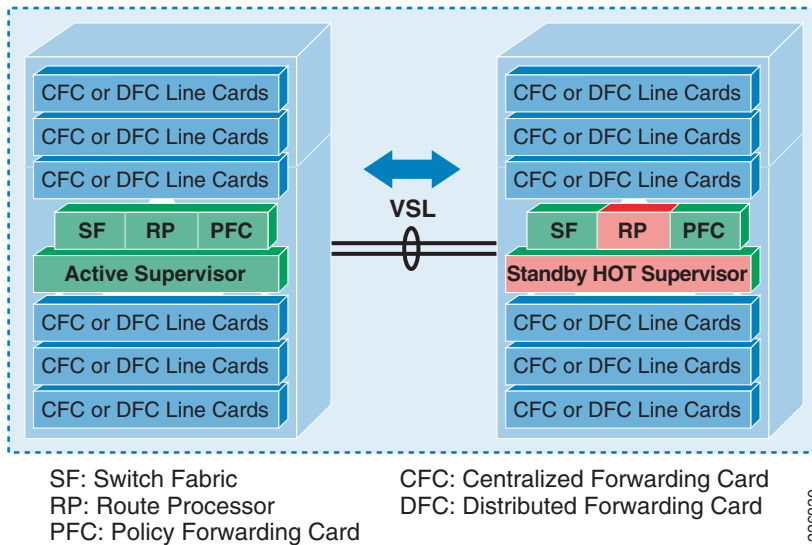 CFC or DFC Line Cards
CFC or DFC Line Cards
CFC or DFC Line Cards
SF RP PFC
Active Supervisor
CFC or DFC Line Cards
CFC or DFC Line Cards
CFC or DFC Line Cards
VSL
CFC or DFC Line Cards
CFC or DFC Line Cards
CFC or DFC Line Cards
SF RP PFC
Standby HOT Supervisor
CFC or DFC Line Cards
CFC or DFC Line Cards
CFC or DFC Line Cards
SF: Switch Fabric
RP: Route Processor
PFC: Policy Forwarding Card
CFC: Centralized Forwarding Card
DFC: Distributed Forwarding Card